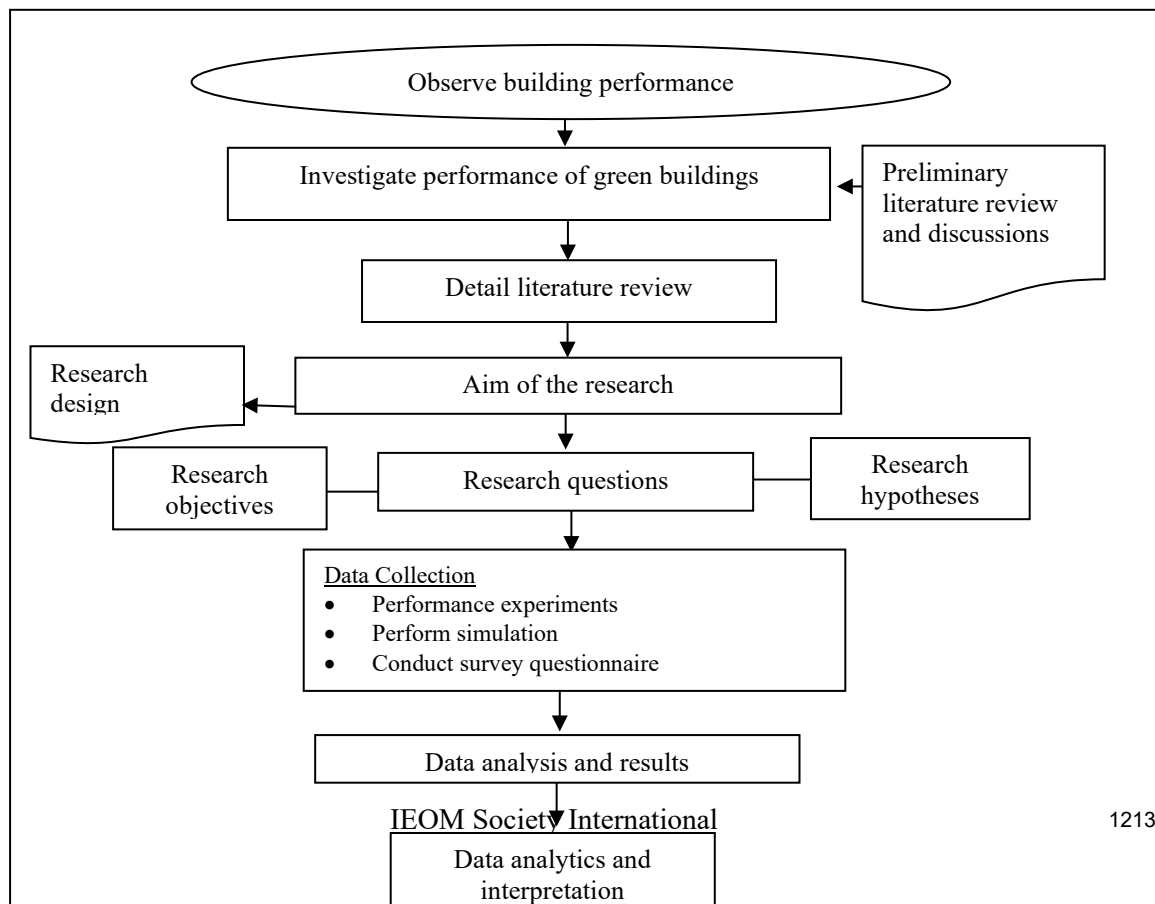 Observe building performance
Investigate performance of green buildings
Preliminary
literature review
and discussions
Detail literature review
Aim of the research
Research
design
Research questions
Research
objectives
Research
hypotheses
Data Collection
• Performance experiments
• Perform simulation
• Conduct survey questionnaire
Data analysis and results
IEOM Society International
1213
Data analytics and
interpretation